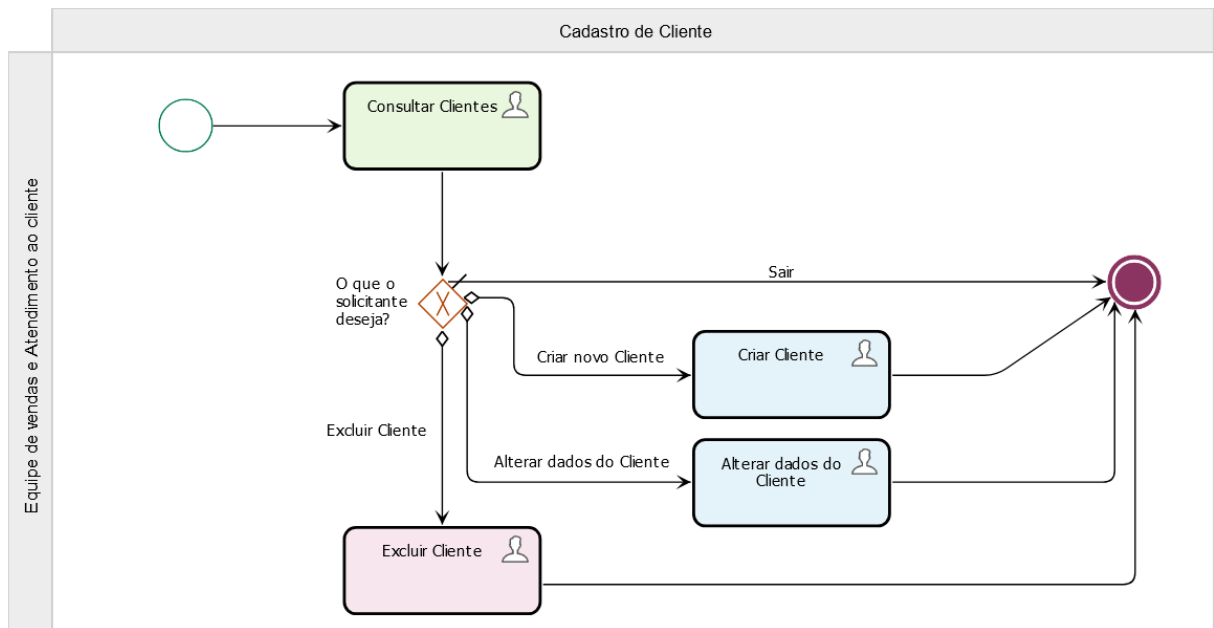 Cadastro de Cliente
Equipe de vendas e Atendimento ao cliente
Consultar Clientes
O que o
solicitante
deseja?
X
Sair
Criar novo Cliente
Criar Cliente
Excluir Cliente
Alterar dados do Cliente
Alterar dados do
Cliente
Excluir Cliente